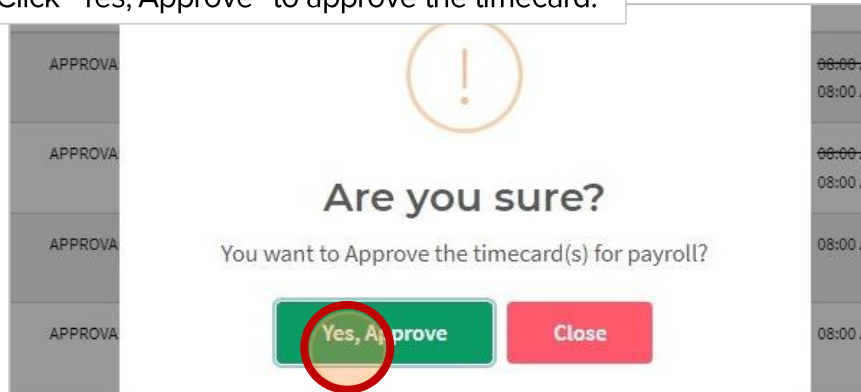 Click "Yes, Approve" to approve the timecard.
APPROVA
08:00
08:00
APPROVA
08:00
08:00
Are you sure?
APPROVA
You want to Approve the timecard(s) for payroll?
08:00
APPROVA
Yes, Approve
Close
08:00